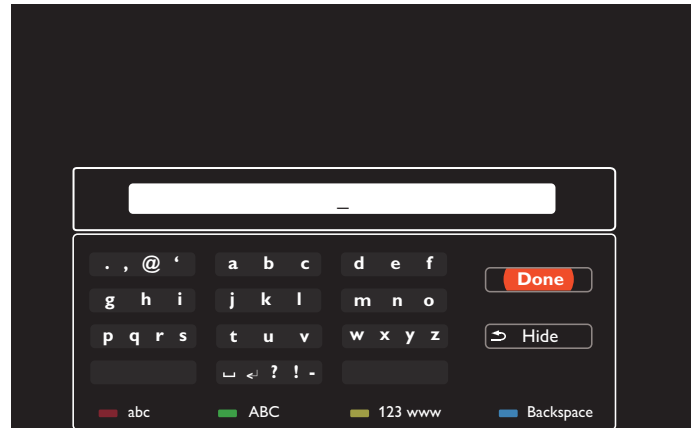 _
. , @ ‘ a b c d e f
Done
g h i j k l m n o
p q r s t u v w x y z
Hide
␣ ↵ ? ! -
abc ABC 123 www Backspace